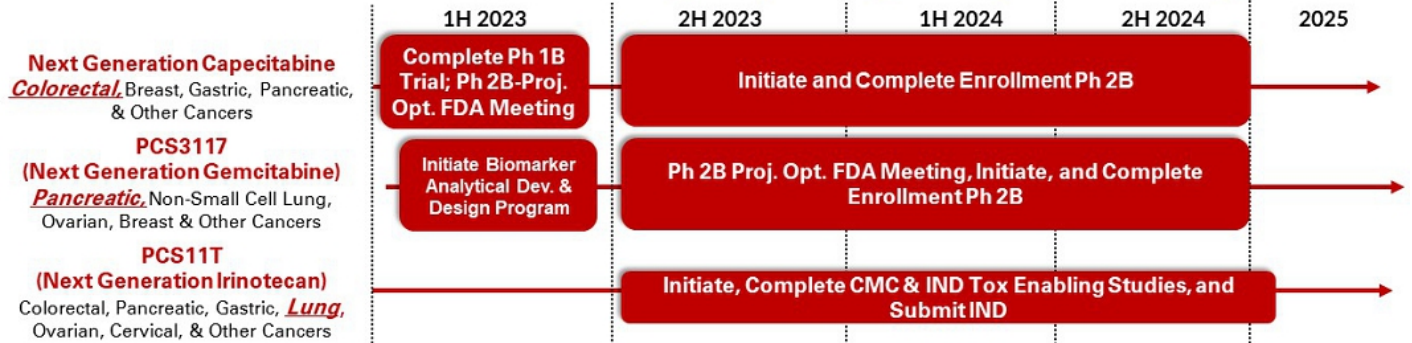 1H 2023
2H 2023
1H 2024
2H 2024
2025
Next Generation Capecitabine
Colorectal, Breast, Gastric, Pancreatic,
& Other Cancers
Complete Ph 1B
Trial; Ph 2B-Proj.
Opt. FDA Meeting
Initiate and Complete Enrollment Ph 2B
PCS3117
(Next Generation Gemcitabine)
Pancreatic, Non-Small Cell Lung,
Ovarian, Breast & Other Cancers
Initiate Biomarker
Analytical Dev. &
Design Program
Ph 2B Proj. Opt. FDA Meeting, Initiate, and Complete
Enrollment Ph 2B
PCS11T
(Next Generation Irinotecan)
Colorectal, Pancreatic, Gastric, Lung,
Ovarian, Cervical, & Other Cancers
Initiate, Complete CMC & IND Tox Enabling Studies, and
Submit IND